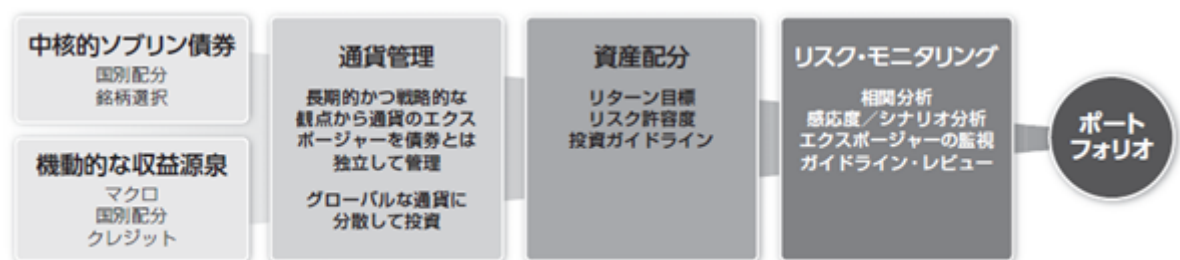 中核的ソブリン債券
国別配分
銘柄選択
機動的な収益源泉
マクロ
国別配分
クレジット
通貨管理
長期的かつ戦略的な
観点から通貨のエクス
ポージャーを債券とは
独立して管理
グローバルな通貨に
分散して投資
資産配分
リターン目標
リスク許容度
投資ガイドライン
リスク・モニタリング
相関分析
感応度／シナリオ分析
エクスポージャーの監視
ガイドライン・レビュー
ポート
フォリオ